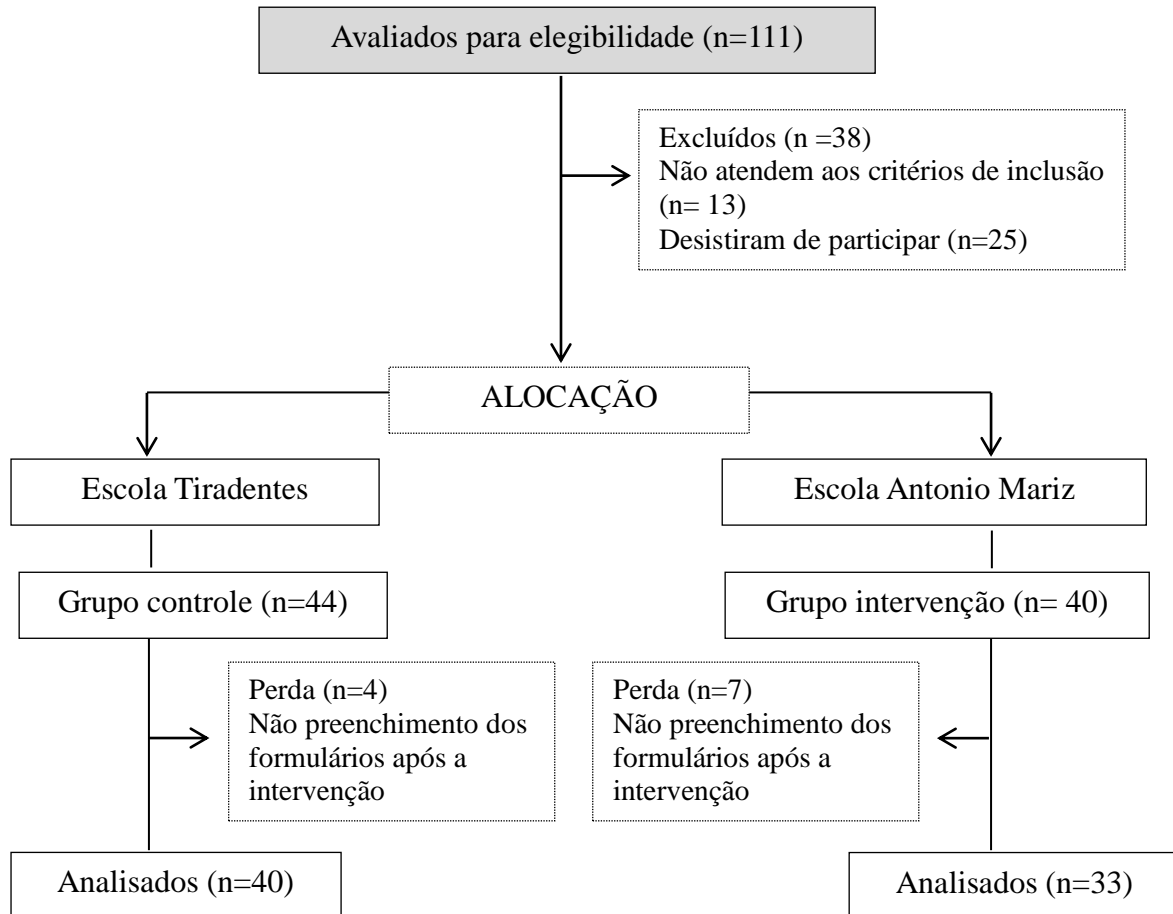 Avaliados para elegibilidade (n=111)
Excluídos (n =38)
Não atendem aos critérios de inclusão
(n= 13)
Desistiram de participar (n=25)
ALOCAÇÃO
Escola Tiradentes
Escola Antonio Mariz
Grupo controle (n=44)
Grupo intervenção (n= 40)
Perda (n=4)
Não preenchimento dos
formulários após a
intervenção
Perda (n=7)
Não preenchimento dos
formulários após a
intervenção
Analisados (n=40)
Analisados (n=33)